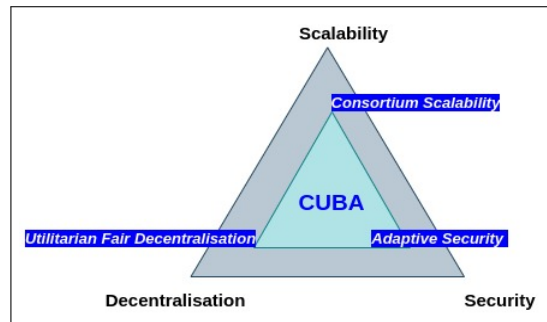 Scalability
Consortium Scalability
CUBA
Utilitarian Fair Decentralisation
Adaptive Security
Decentralisation
Security